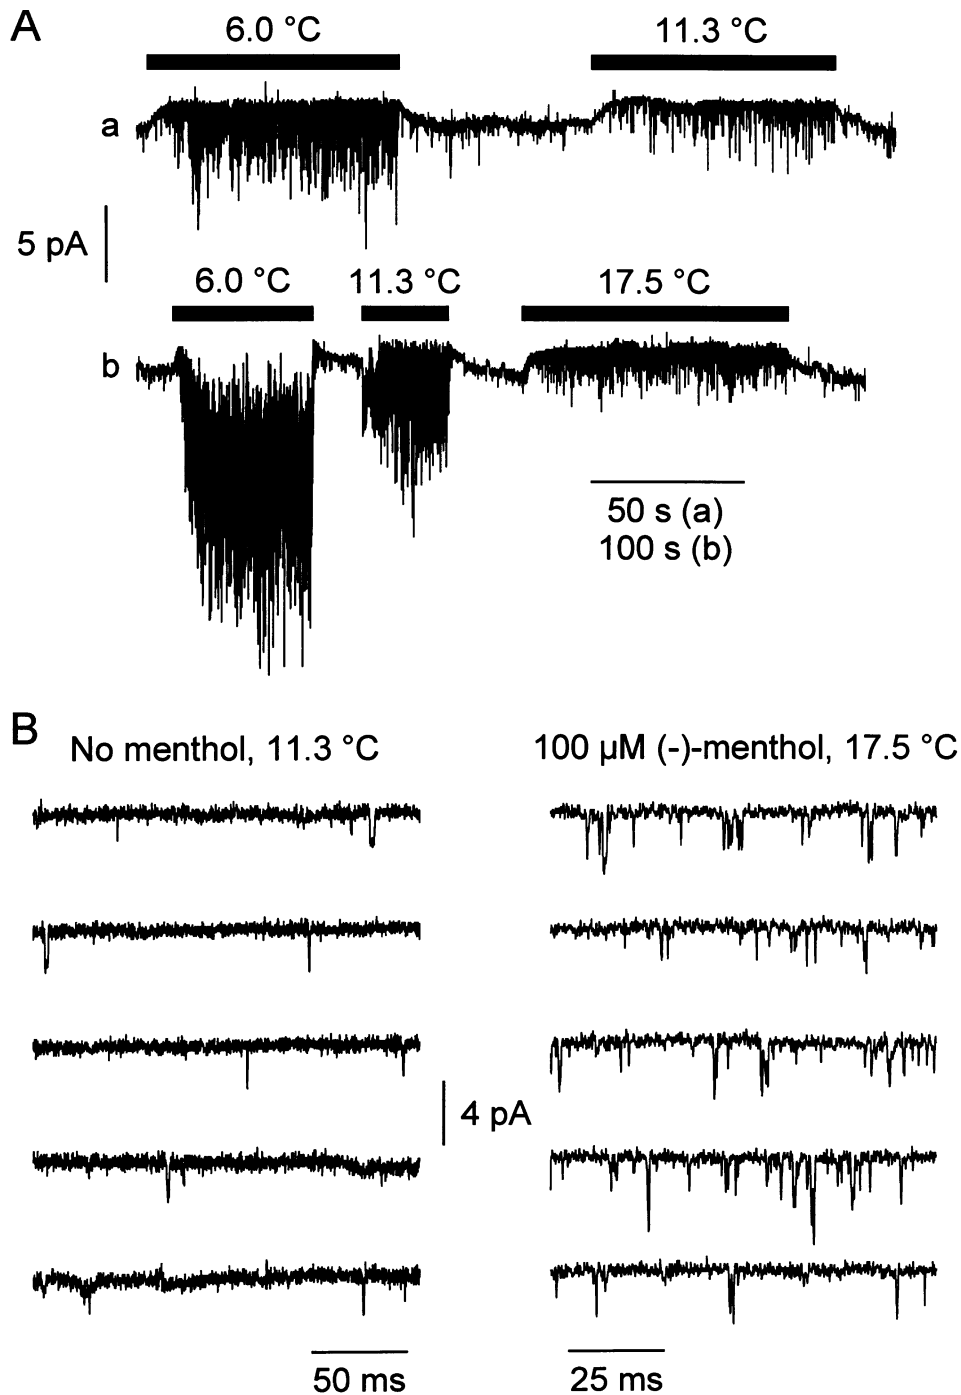 A
6.0 °C 11.3 °C
a
5 pA
6.0 °C 11.3 °C 17.5 °C
b
50 s (a)
100 s (b)
B
No menthol, 11.3 °C 100 µM (-)-menthol, 17.5 °C
4 pA
50 ms 25 ms